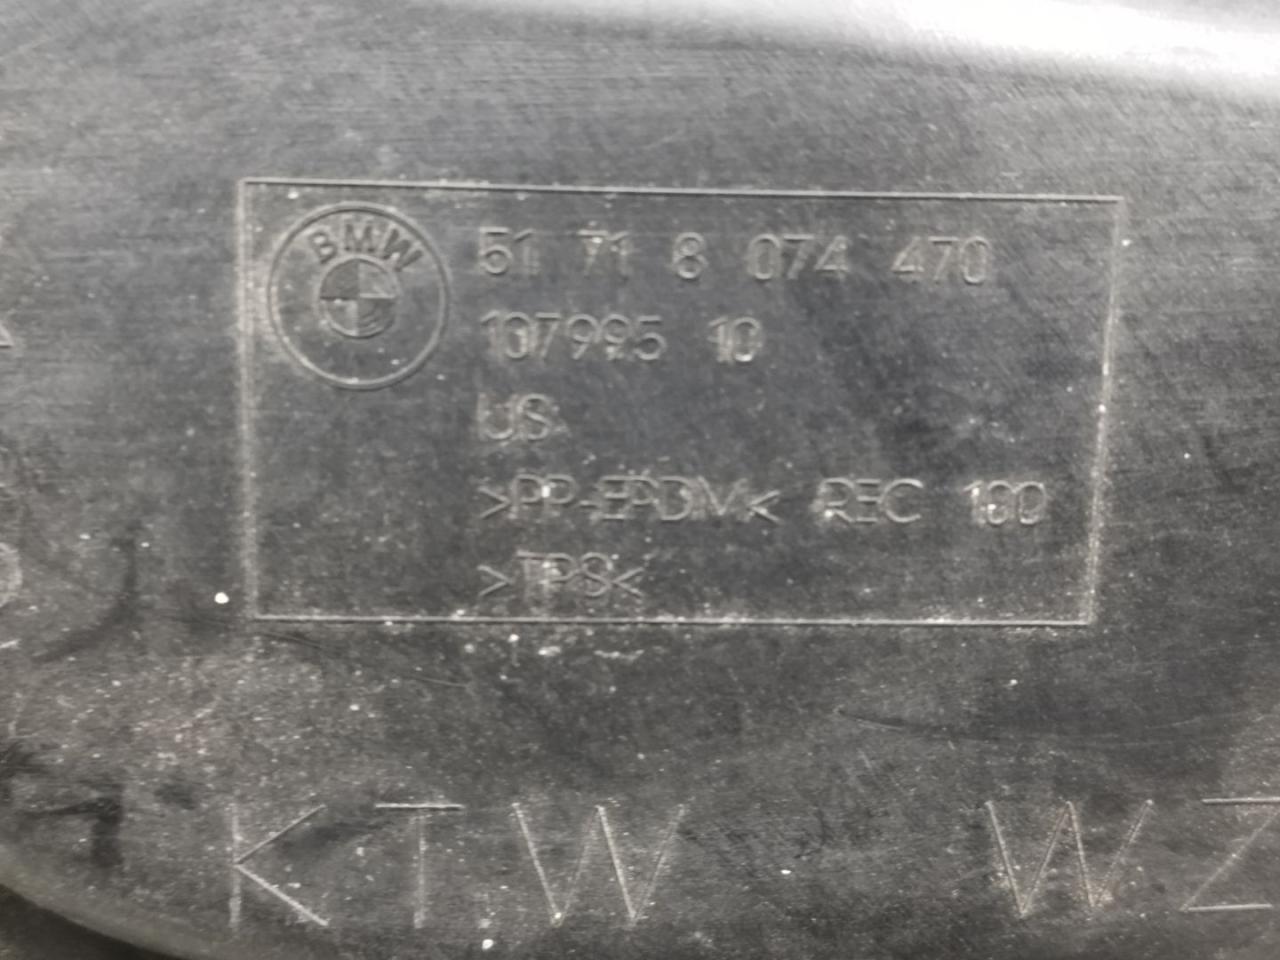 BMW
51 71 8 074 470
107995 10
US
>PP-EPDM< REC 100
>TPS<
KTW WZ